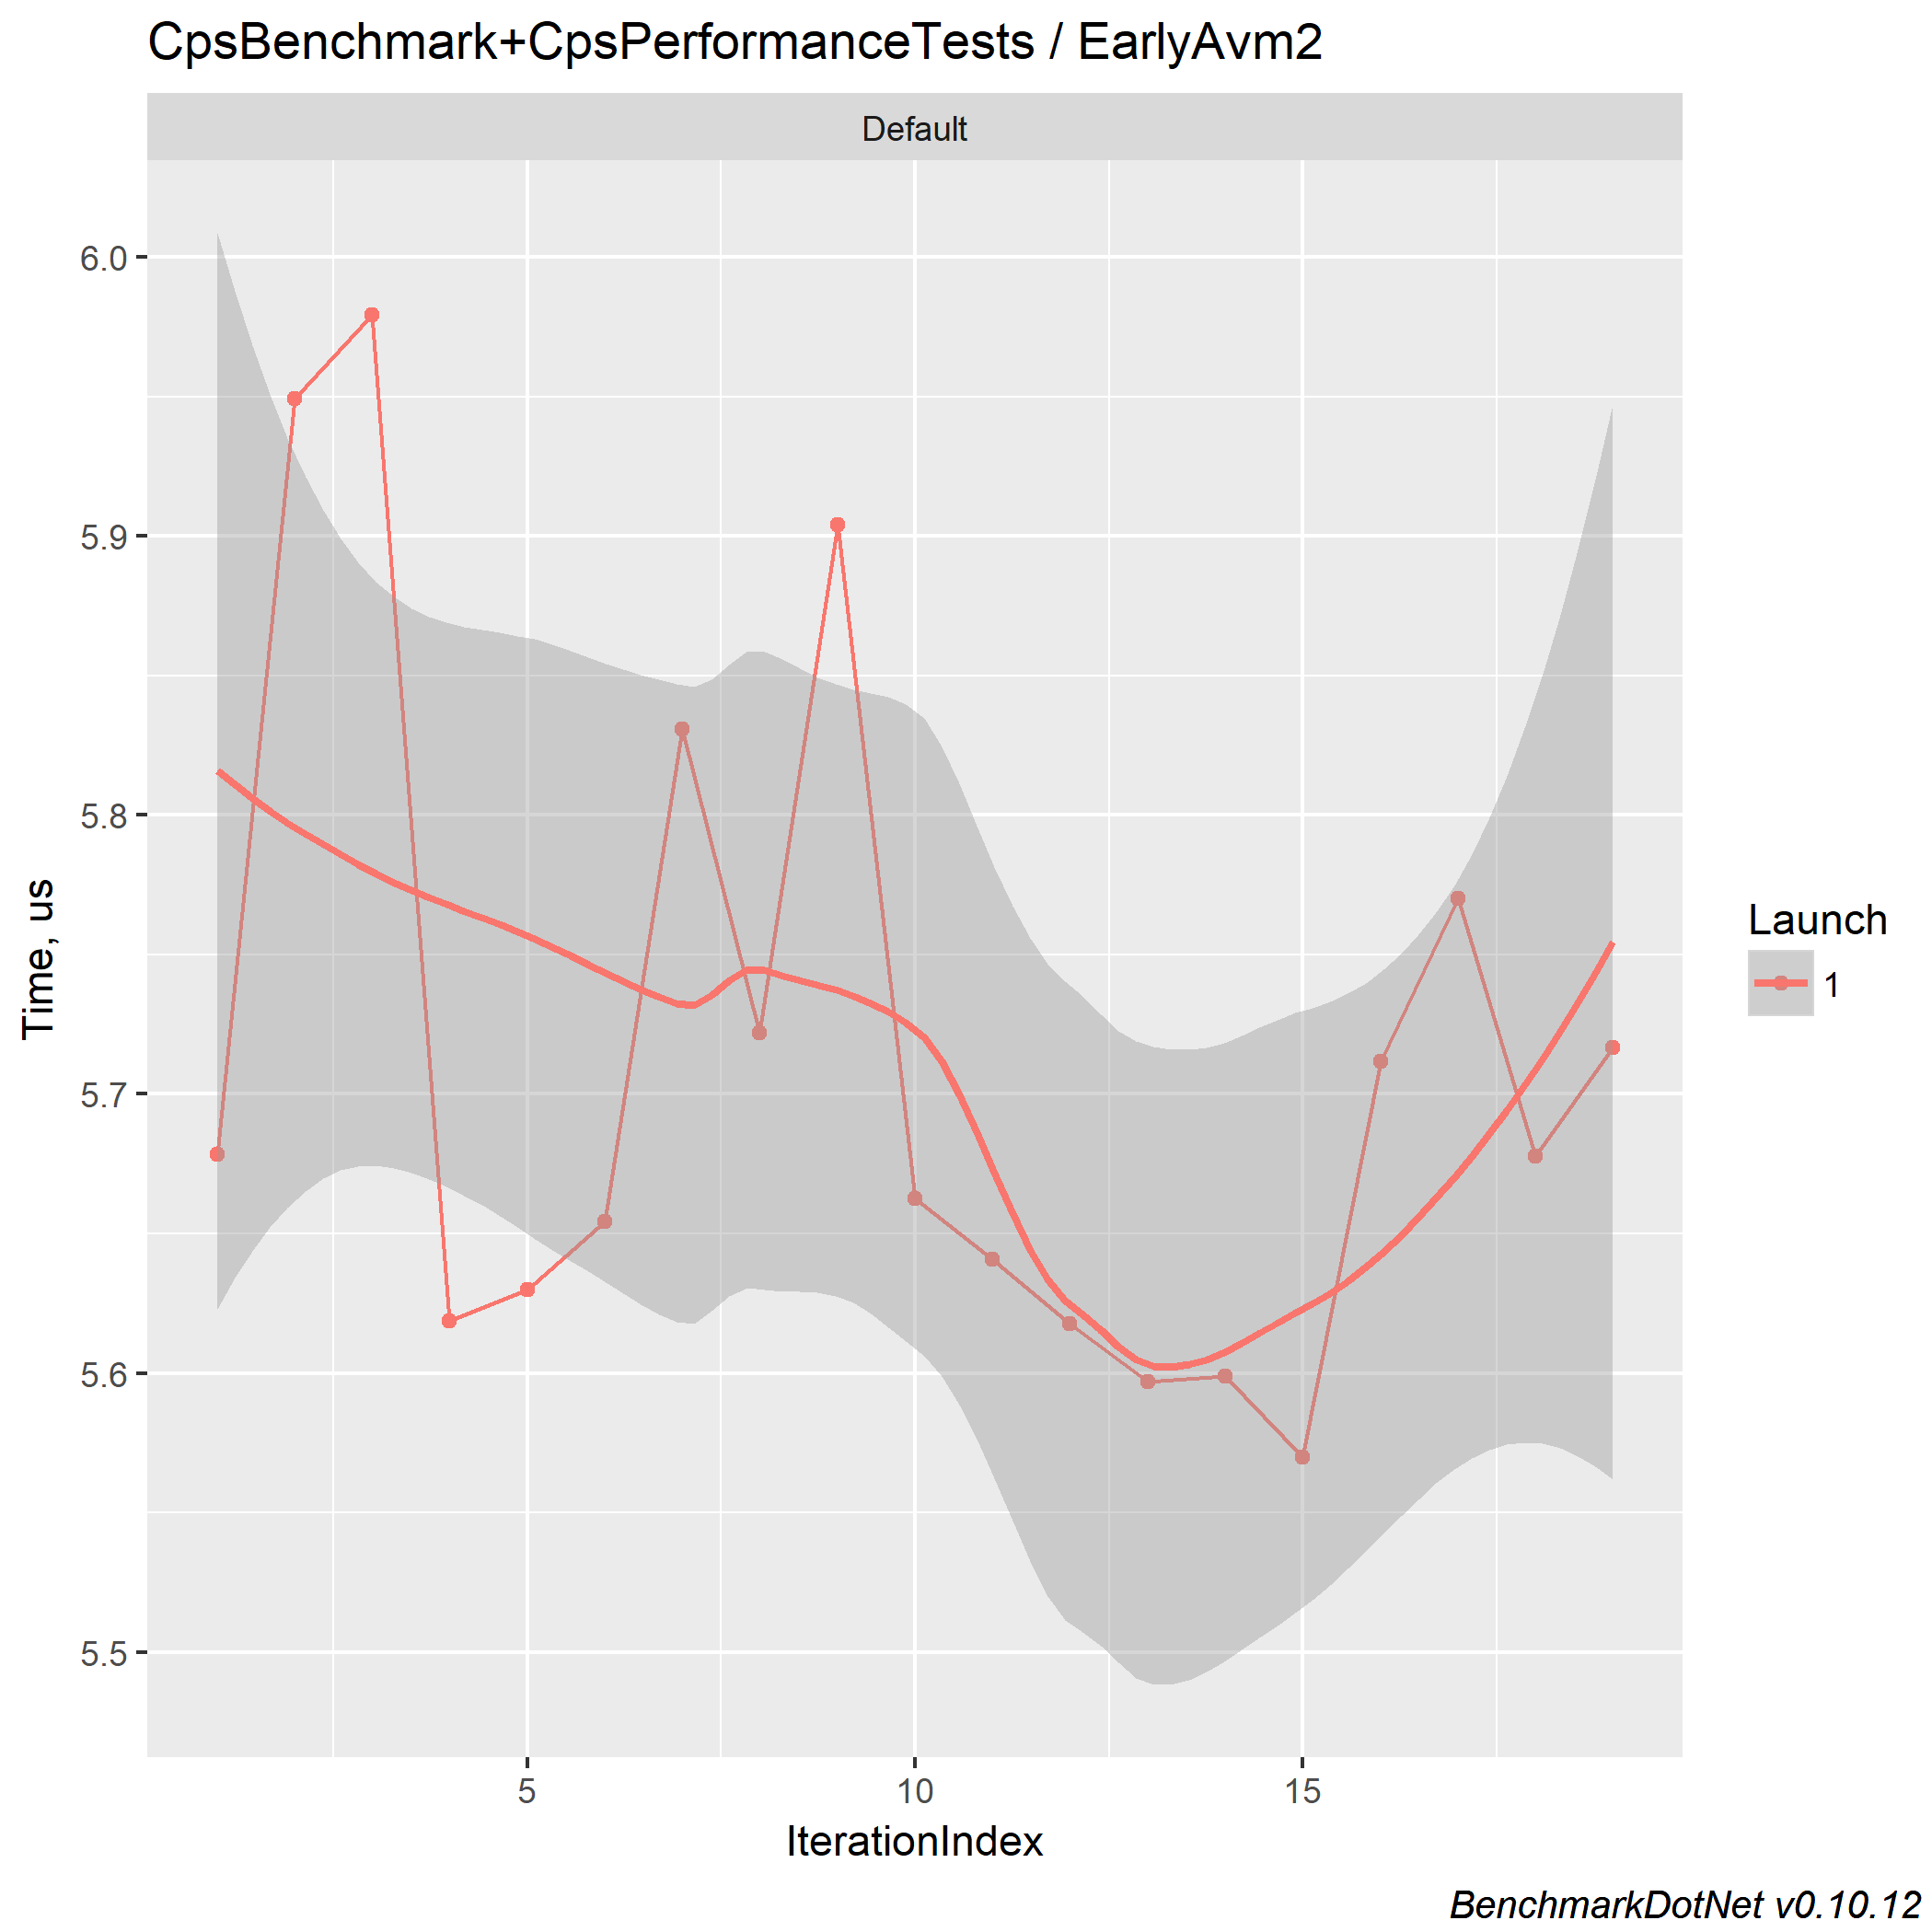 CpsBenchmark+CpsPerformanceTests / EarlyAvm2
Default
6.0
5.9
5.8
5.7
5.6
5.5
Time, us
5 10 15
IterationIndex
Launch
1
BenchmarkDotNet v0.10.12